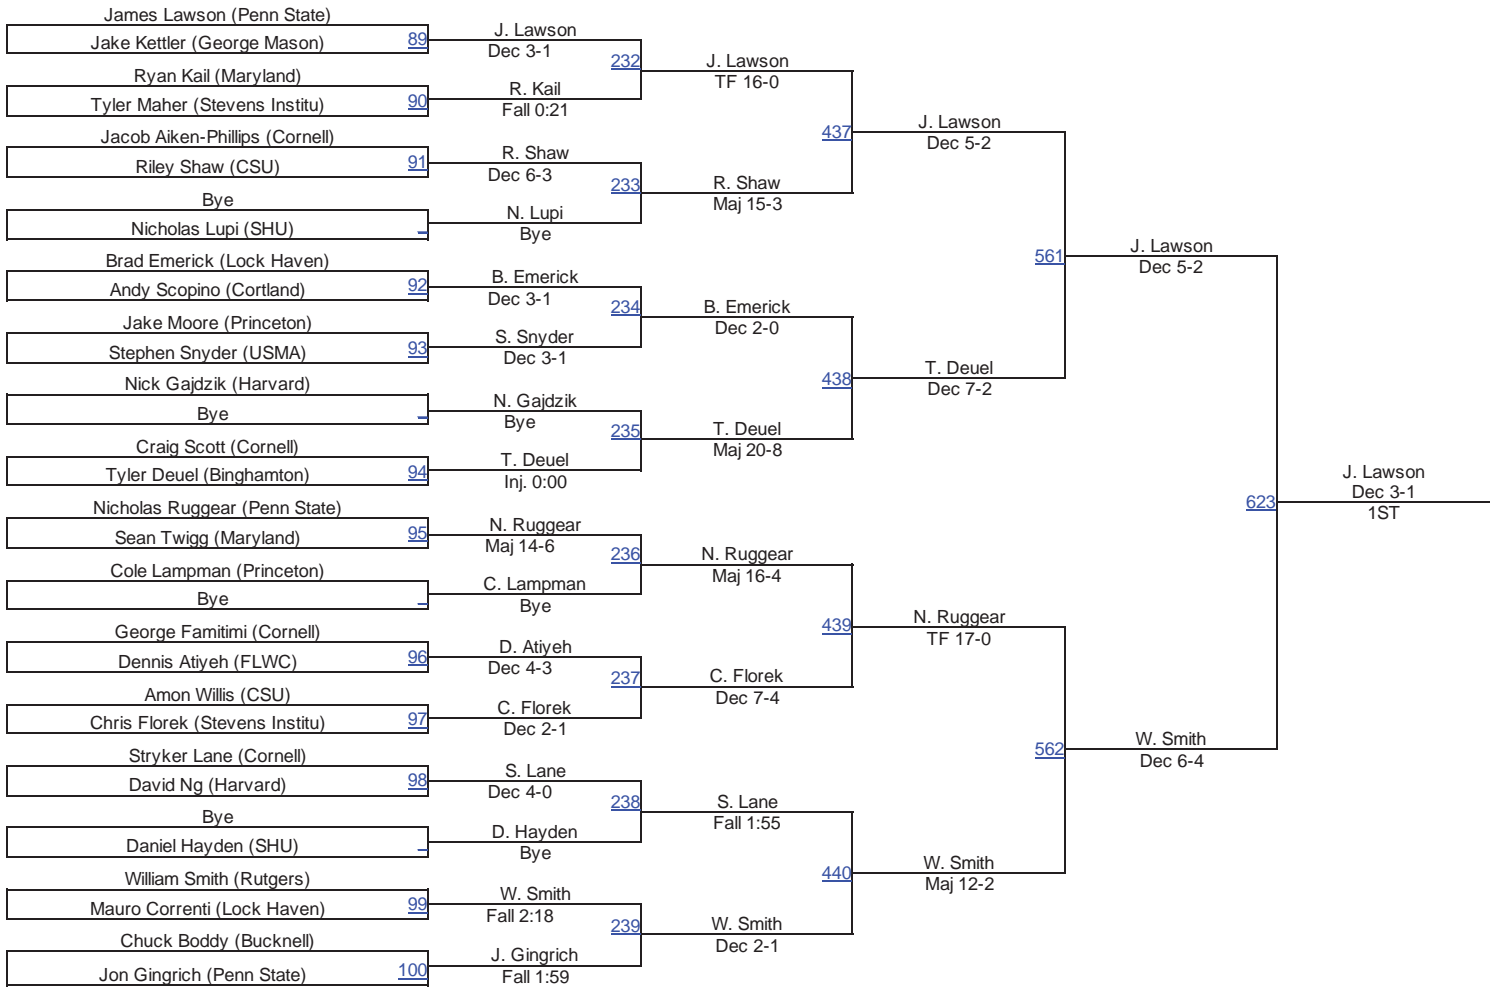 James Lawson (Penn State)
Jake Kettler (George Mason) 89
Ryan Kail (Maryland)
Tyler Maher (Stevens Institu) 90
Jacob Aiken-Phillips (Cornell)
Riley Shaw (CSU) 91
Bye
Nicholas Lupi (SHU)
Brad Emerick (Lock Haven)
Andy Scopino (Cortland) 92
Jake Moore (Princeton)
Stephen Snyder (USMA) 93
Nick Gajdzik (Harvard)
Bye
Craig Scott (Cornell)
Tyler Deuel (Binghamton) 94
Nicholas Ruggear (Penn State)
Sean Twigg (Maryland) 95
Cole Lampman (Princeton)
Bye
George Famitimi (Cornell)
Dennis Atiyeh (FLWC) 96
Amon Willis (CSU)
Chris Florek (Stevens Institu) 97
Stryker Lane (Cornell)
David Ng (Harvard) 98
Bye
Daniel Hayden (SHU)
William Smith (Rutgers)
Mauro Correnti (Lock Haven) 99
Chuck Boddy (Bucknell)
Jon Gingrich (Penn State) 100
J. Lawson
Dec 3-1
232
R. Kail
Fall 0:21
R. Shaw
Dec 6-3
233
N. Lupi
Bye
B. Emerick
Dec 3-1
234
S. Snyder
Dec 3-1
N. Gajdzik
Bye
235
T. Deuel
Inj. 0:00
N. Ruggear
Maj 14-6
236
C. Lampman
Bye
D. Atiyeh
Dec 4-3
237
C. Florek
Dec 2-1
S. Lane
Dec 4-0
238
D. Hayden
Bye
W. Smith
Fall 2:18
239
J. Gingrich
Fall 1:59
J. Lawson
TF 16-0
437
R. Shaw
Maj 15-3
B. Emerick
Dec 2-0
438
T. Deuel
Maj 20-8
N. Ruggear
Maj 16-4
439
C. Florek
Dec 7-4
S. Lane
Fall 1:55
440
W. Smith
Dec 2-1
J. Lawson
Dec 5-2
561
T. Deuel
Dec 7-2
N. Ruggear
TF 17-0
562
W. Smith
Maj 12-2
J. Lawson
Dec 5-2
623
W. Smith
Dec 6-4
J. Lawson
Dec 3-1
1ST